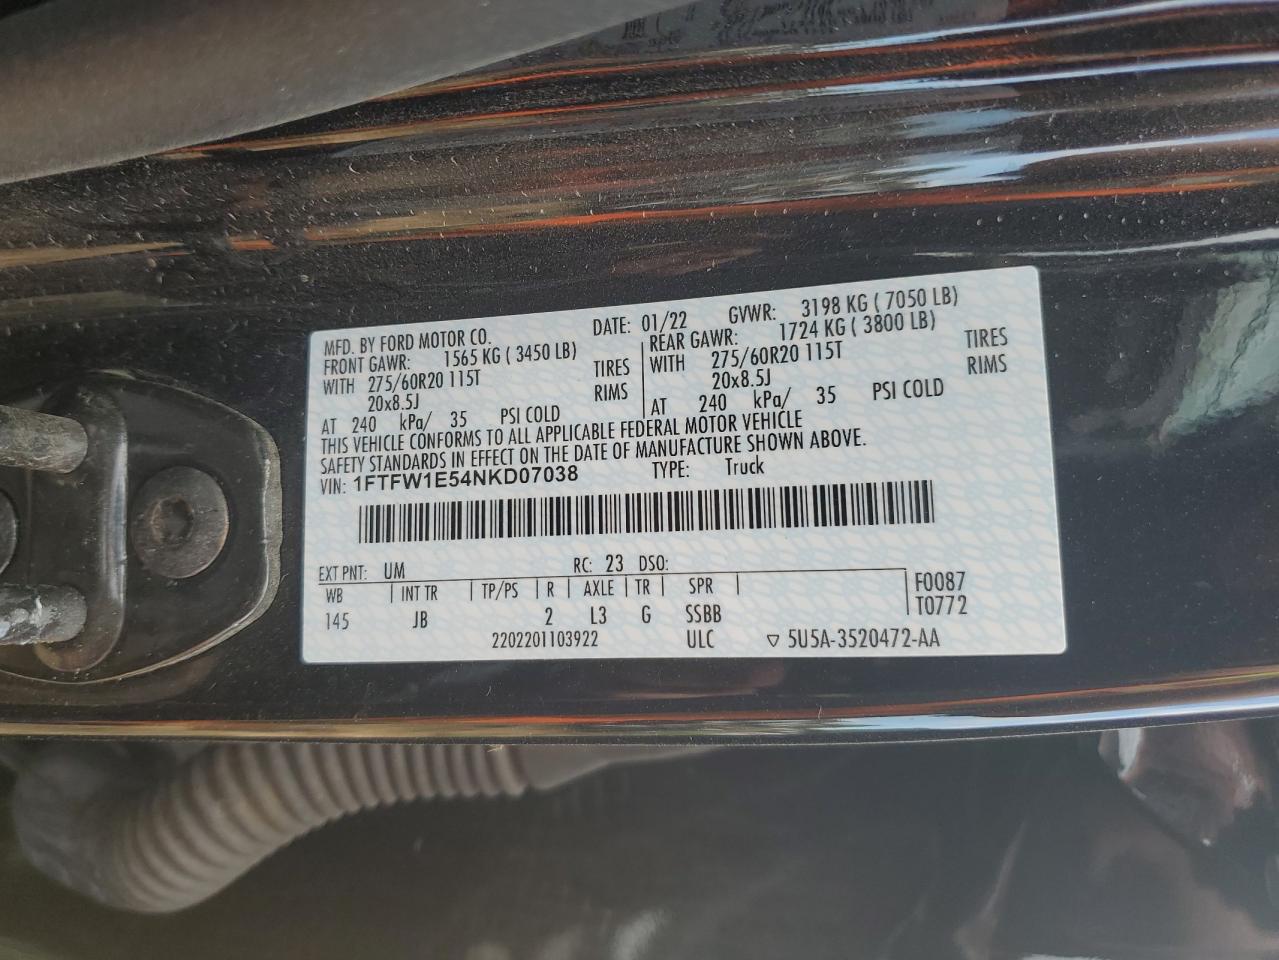 MFD. BY FORD MOTOR CO. DATE: 01/22 GVWR: 3198 KG ( 7050 LB)
FRONT GAWR: 1565 KG ( 3450 LB) REAR GAWR: 1724 KG ( 3800 LB)
WITH 275/60R20 115T TIRES WITH 275/60R20 115T TIRES
20x8.5J RIMS 20x8.5J RIMS
AT 240 kPa/ 35 PSI COLD AT 240 kPa/ 35 PSI COLD
THIS VEHICLE CONFORMS TO ALL APPLICABLE FEDERAL MOTOR VEHICLE
SAFETY STANDARDS IN EFFECT ON THE DATE OF MANUFACTURE SHOWN ABOVE.
VIN: 1FTFW1E54NKD07038 TYPE: Truck
EXT PNT: UM RC: 23 DSO:
WB INT TR TP/PS R AXLE TR SPR F0087
145 JB 2 L3 G SSBB T0772
2202201103922 ULC ▽ 5U5A-3520472-AA